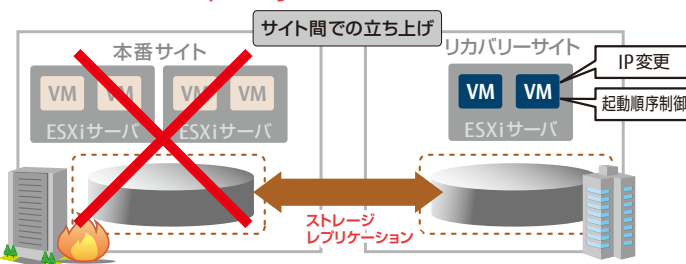 サイト間での立ち上げ
本番サイト
リカバリーサイト
VM VM VM VM
ESXiサーバ ESXiサーバ
VM VM
ESXiサーバ
IP変更
起動順序制御
ストレージ
レプリケーション